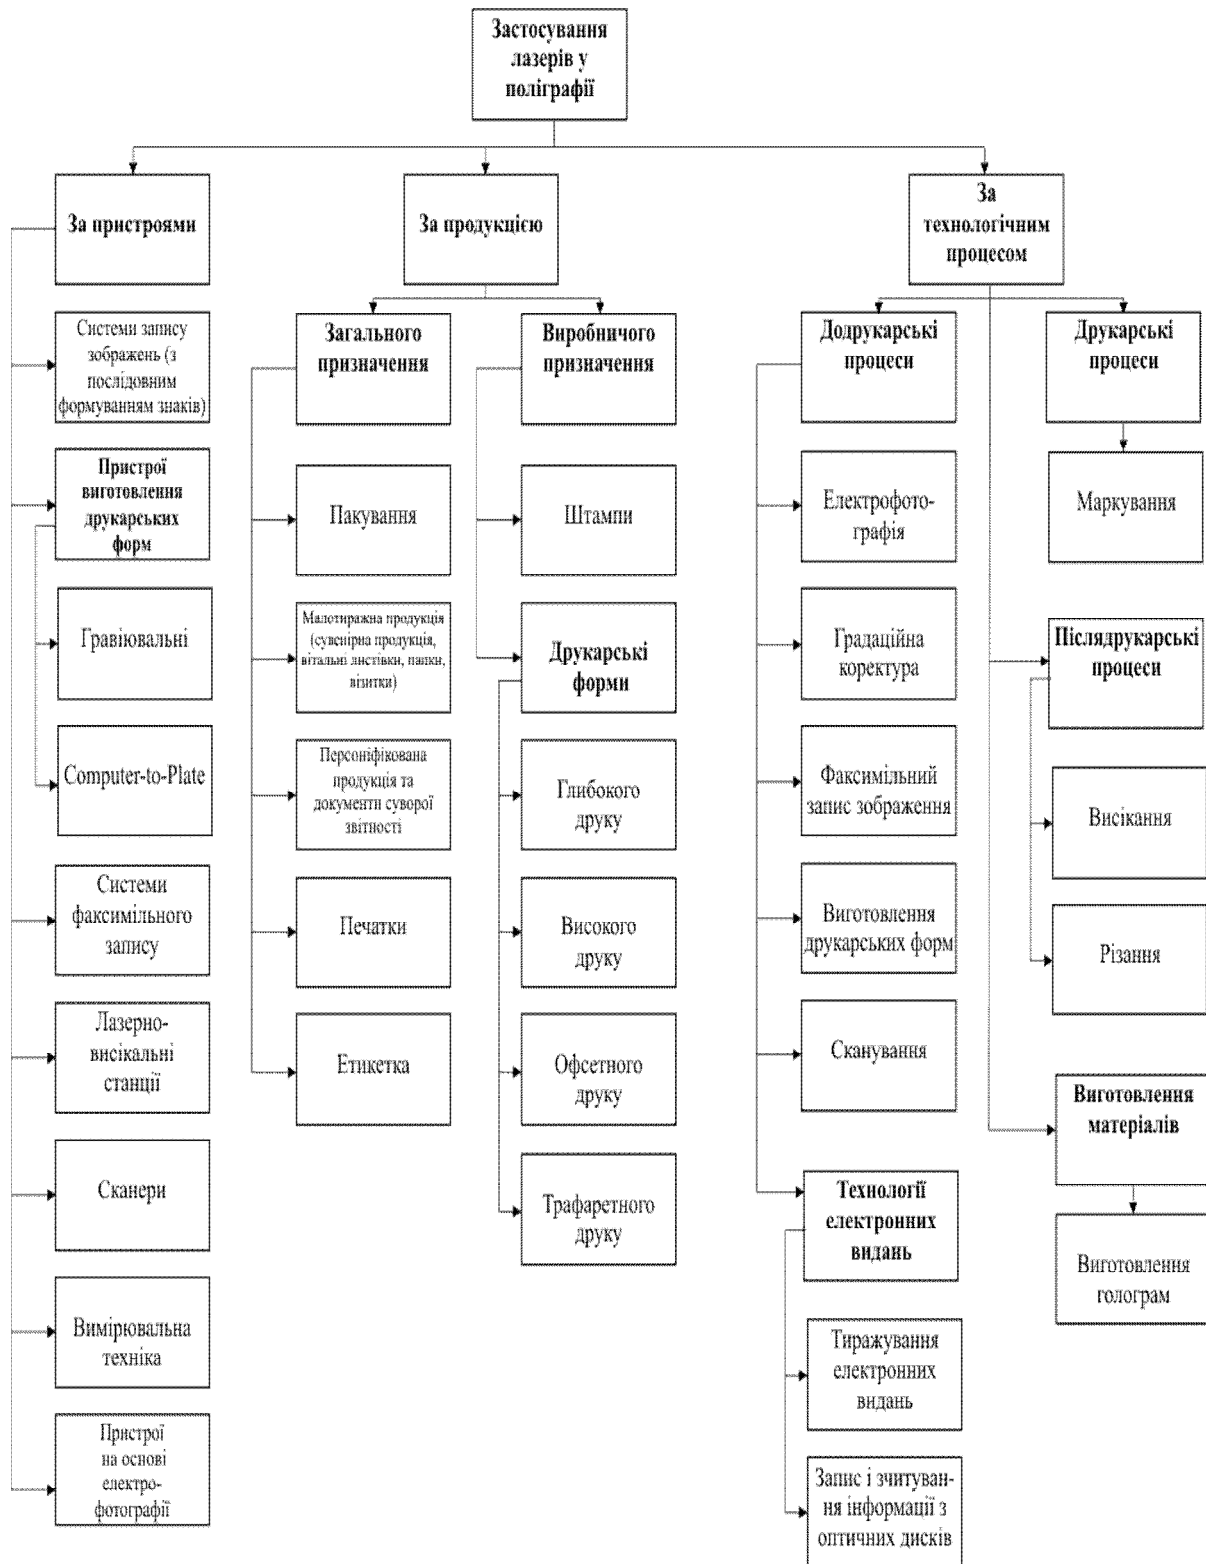 Застосування
лазерів у
поліграфії
За пристроями
За продукцією
За
технологічним
процесом
Системи запису
зображень (з
послідовним
формуванням знаків)
Пристрої
виготовлення
друкарських
форм
Гравіювальні
Computer-to-Plate
Системи
факсимільного
запису
Лазерно-
висікальні
станції
Сканери
Вимірювальна
техніка
Пристрої
на основі
електро-
фотографії
Загального
призначення
Пакування
Малотиражна продукція
(сувенірна продукція,
вітальні листівки, папки,
візитки)
Персоніфікована
продукція та
документи суворої
звітності
Печатки
Етикетка
Виробничого
призначення
Штампи
Друкарські
форми
Глибокого
друку
Високого
друку
Офсетного
друку
Трафаретного
друку
Додрукарські
процеси
Електрофото-
графія
Градаційна
коректура
Факсимільний
запис зображення
Виготовлення
друкарських форм
Сканування
Технології
електронних
видань
Тиражування
електронних
видань
Запис і зчитуван-
ня інформації з
оптичних дисків
Друкарські
процеси
Маркування
Післядрукарські
процеси
Висікання
Різання
Виготовлення
матеріалів
Виготовлення
голограм